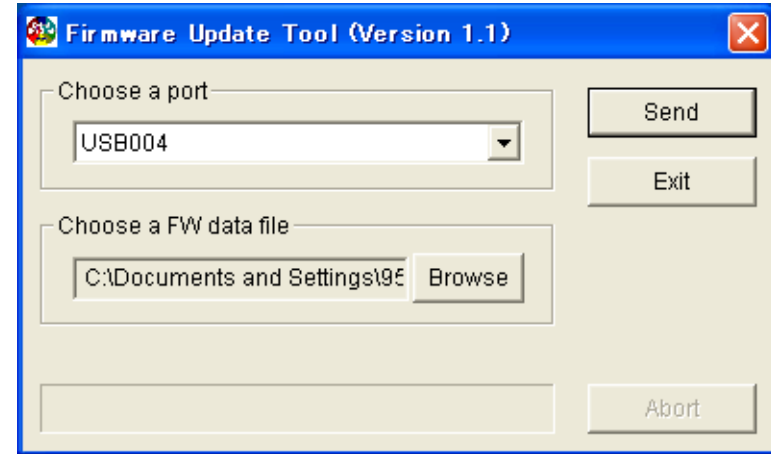 Firmware Update Tool (Version 1.1)
Choose a port
USB004
Send
Exit
Choose a FW data file
C:\Documents and Settings\95
Browse
Abort